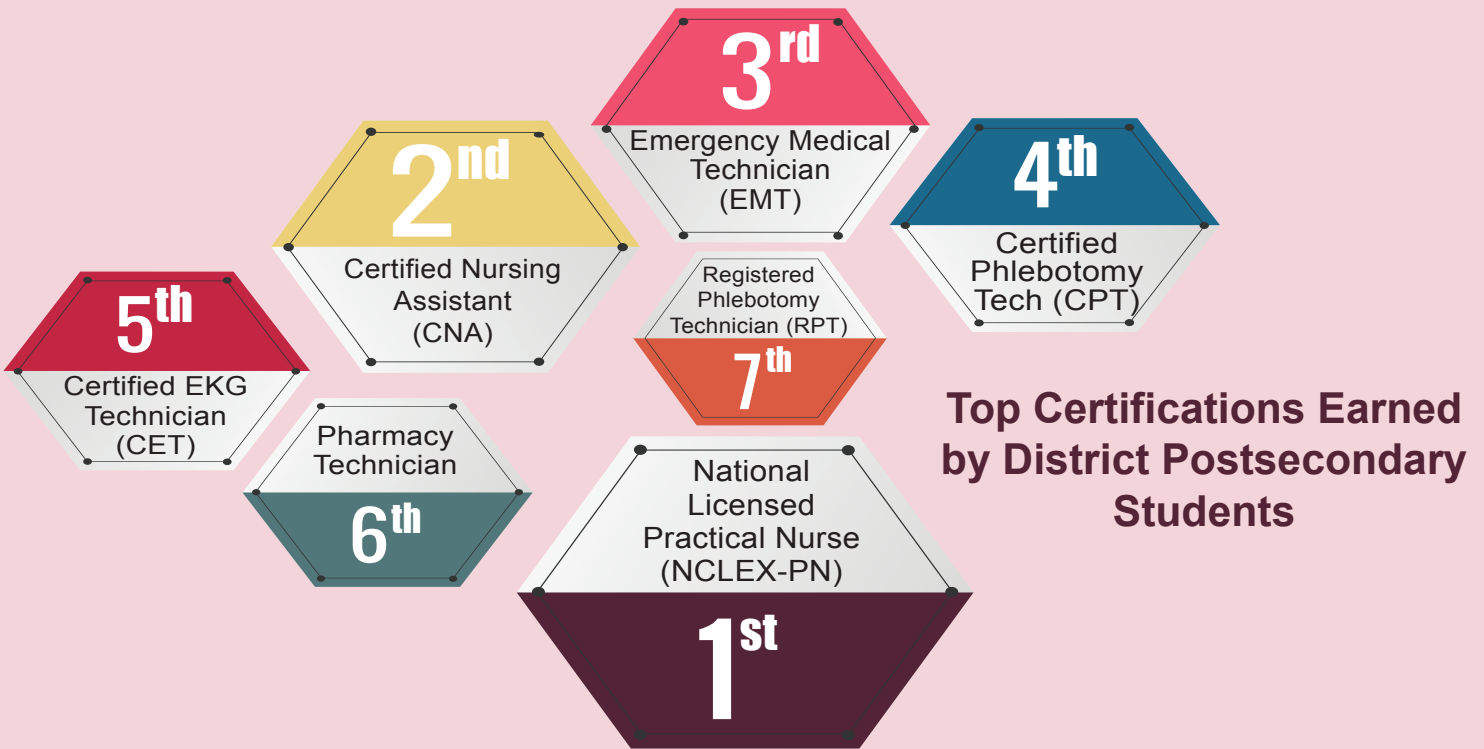 3rd
Emergency Medical
Technician
(EMT)
2nd
Certified Nursing
Assistant
(CNA)
4th
Certified
Phlebotomy
Tech (CPT)
5th
Certified EKG
Technician
(CET)
Registered
Phlebotomy
Technician (RPT)
7th
Pharmacy
Technician
6th
National
Licensed
Practical Nurse
(NCLEX-PN)
1st
Top Certifications Earned
by District Postsecondary
Students